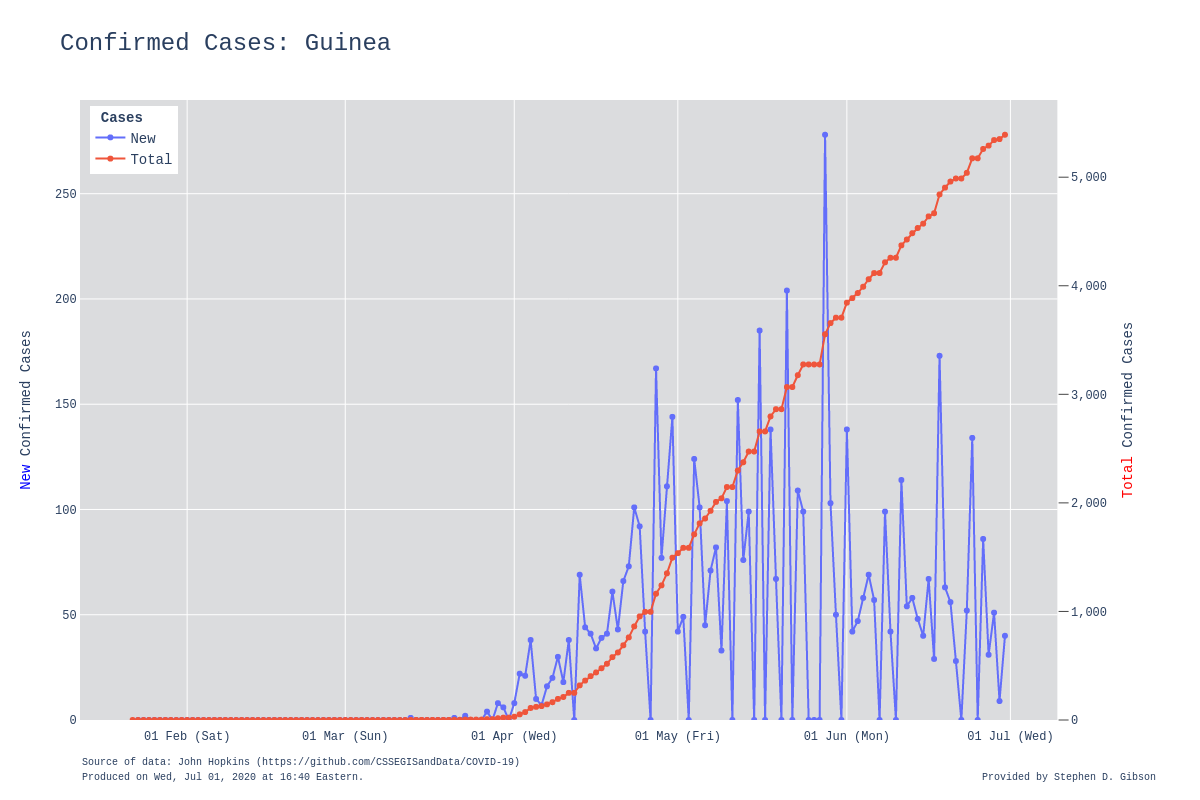 Confirmed Cases: Guinea
Cases
New
Total
250
200
150
100
50
0
5,000
4,000
3,000
2,000
1,000
0
New Confirmed Cases
Total Confirmed Cases
01 Feb (Sat)
01 Mar (Sun)
01 Apr (Wed)
01 May (Fri)
01 Jun (Mon)
01 Jul (Wed)
Source of data: John Hopkins (https://github.com/CSSEGISandData/COVID-19)
Produced on Wed, Jul 01, 2020 at 16:40 Eastern.
Provided by Stephen D. Gibson